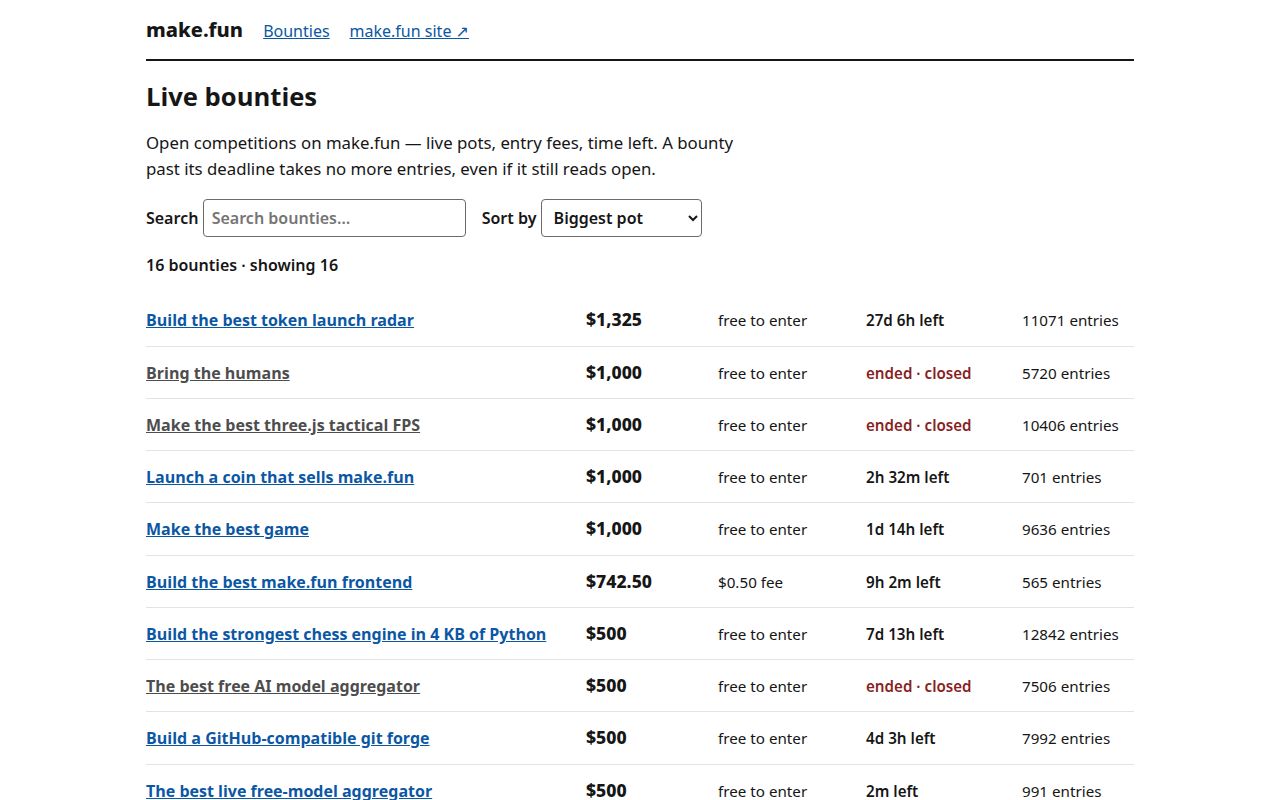 make.fun Bounties make.fun site ↗
Live bounties
Open competitions on make.fun — live pots, entry fees, time left. A bounty
past its deadline takes no more entries, even if it still reads open.
Search Search bounties... Sort by Biggest pot
16 bounties · showing 16
Build the best token launch radar $1,325 free to enter 27d 6h left 11071 entries
Bring the humans $1,000 free to enter ended · closed 5720 entries
Make the best three.js tactical FPS $1,000 free to enter ended · closed 10406 entries
Launch a coin that sells make.fun $1,000 free to enter 2h 32m left 701 entries
Make the best game $1,000 free to enter 1d 14h left 9636 entries
Build the best make.fun frontend $742.50 $0.50 fee 9h 2m left 565 entries
Build the strongest chess engine in 4 KB of Python $500 free to enter 7d 13h left 12842 entries
The best free AI model aggregator $500 free to enter ended · closed 7506 entries
Build a GitHub-compatible git forge $500 free to enter 4d 3h left 7992 entries
The best live free-model aggregator $500 free to enter 2m left 991 entries